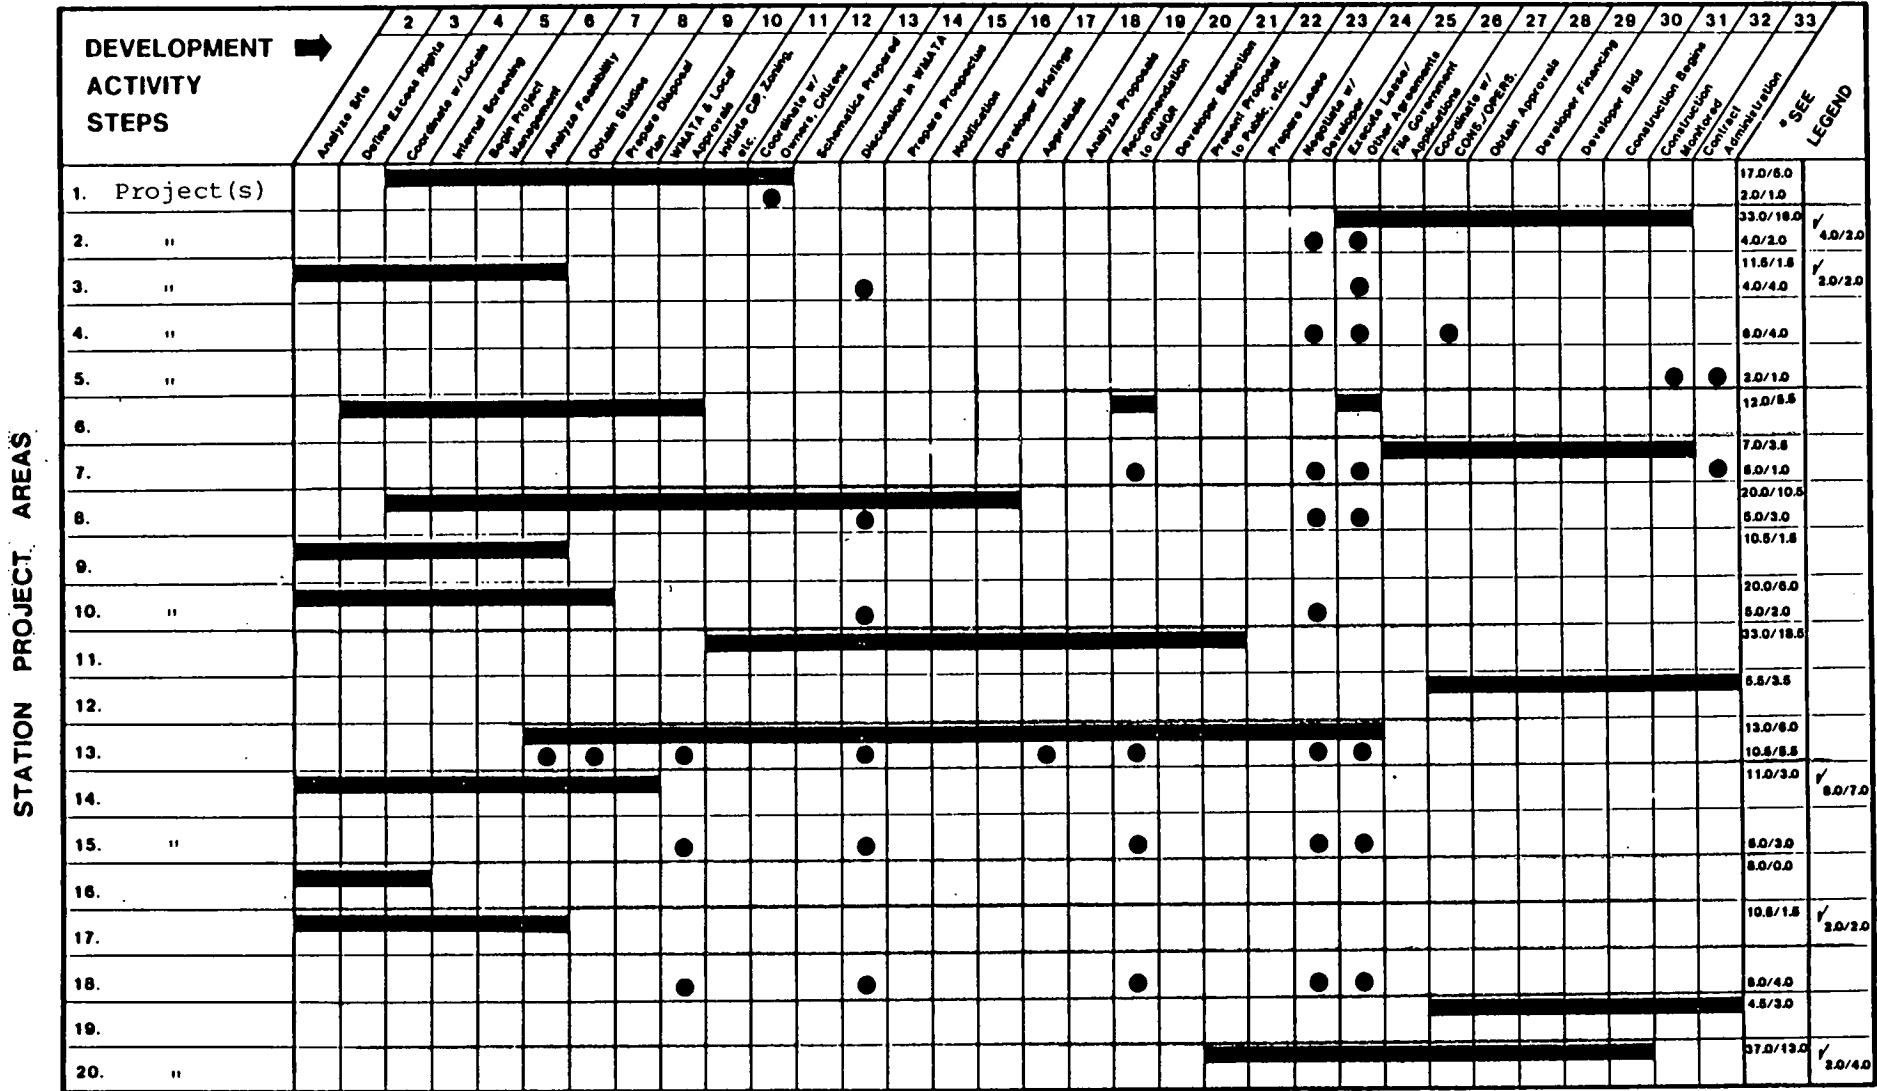 DEVELOPMENT
ACTIVITY
STEPS
2 3 4 5 6 7 8 9 10 11 12 13 14 15 16 17 18 19 20 21 22 23 24 25 26 27 28 29 30 31 32 33
Analyze Site
Define Excess Rights
Coordinate w/Locals
Internal Screening
Begin Project
Management
Analyze Feasibility
Obtain Studies
Prepare Disposal
Plan
WMATA & Local
Approvals
Initiate C/P, Zoning,
etc.
Coordinate w/
Owners, Citizens
Schematics Prepared
Discussion in WMATA
Prepare Prospectus
Notification
Developer Briefings
Appraisals
Analyze Proposals
Recommendation
to GM/GR
Developer Selection
Present Proposal
to Public, etc.
Prepare Lease
Negotiate w/
Developer
Execute Lease/
Other Agreements
File Government
Applications
Coordinate w/
CONS./OPERS.
Obtain Approvals
Developer Financing
Developer Bids
Construction Begins
Construction
Monitored
Contract
Administration
*SEE
LEGEND
STATION PROJECT AREAS
1. Project(s) 17.0/5.0
2.0/1.0
2. " 33.0/16.0
4.0/2.0 √ 4.0/2.0
3. " 11.5/1.5
4.0/4.0 √ 2.0/2.0
4. " 6.0/4.0
5. " 2.0/1.0
6. 12.0/5.5
7. 7.0/3.5
6.0/1.0
8. 20.0/10.5
5.0/3.0
9. 10.5/1.5
10. " 20.0/6.0
5.0/2.0
11. 33.0/18.5
12. 5.5/3.5
13. 13.0/6.0
10.5/5.5
14. 11.0/3.0 √ 8.0/7.0
15. " 6.0/3.0
16. 8.0/0.0
17. 10.5/1.5 √ 2.0/2.0
18. 6.0/4.0
19. 4.5/3.0
20. " 37.0/13.0 √ 2.0/4.0